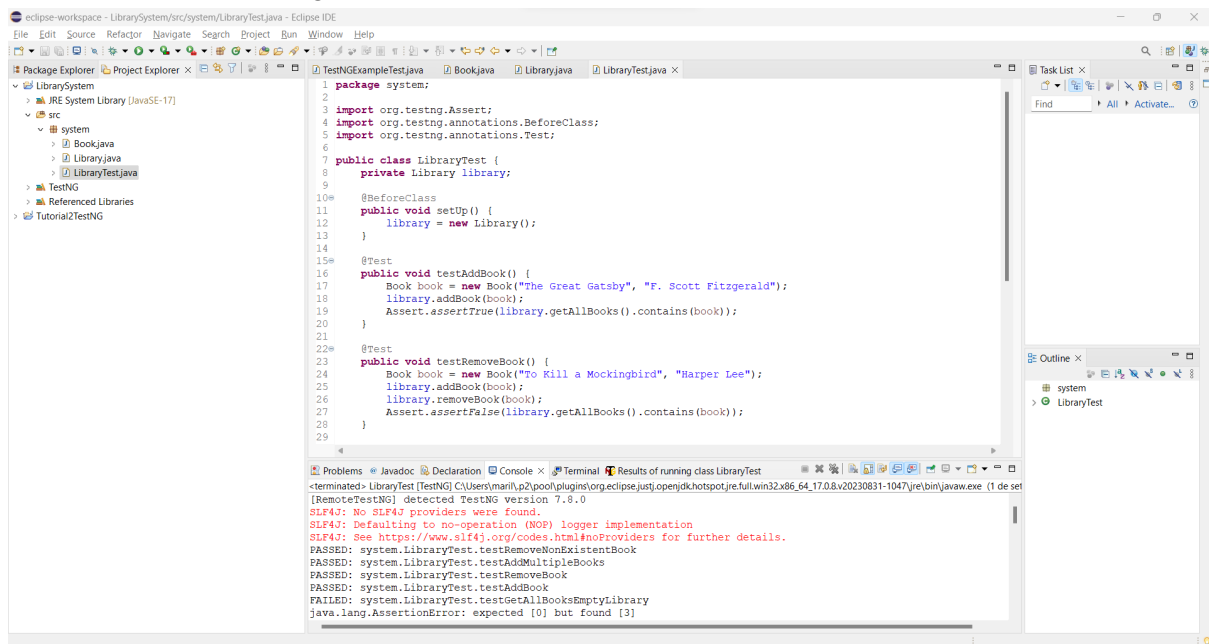 eclipse-workspace - LibrarySystem/src/system/LibraryTest.java - Eclipse IDE
File Edit Source Refactor Navigate Search Project Run Window Help
Package Explorer Project Explorer
LibrarySystem
JRE System Library [JavaSE-17]
src
system
Book.java
Library.java
LibraryTest.java
TestNG
Referenced Libraries
Tutorial2TestNG
TestNGExampleTest.java Book.java Library.java LibraryTest.java
1 package system;
2
3 import org.testng.Assert;
4 import org.testng.annotations.BeforeClass;
5 import org.testng.annotations.Test;
6
7 public class LibraryTest {
8 private Library library;
9
10 @BeforeClass
11 public void setUp() {
12 library = new Library();
13 }
14
15 @Test
16 public void testAddBook() {
17 Book book = new Book("The Great Gatsby", "F. Scott Fitzgerald");
18 library.addBook(book);
19 Assert.assertTrue(library.getAllBooks().contains(book));
20 }
21
22 @Test
23 public void testRemoveBook() {
24 Book book = new Book("To Kill a Mockingbird", "Harper Lee");
25 library.addBook(book);
26 library.removeBook(book);
27 Assert.assertFalse(library.getAllBooks().contains(book));
28 }
29
Task List
Find All Activate...
Outline
system
LibraryTest
Problems Javadoc Declaration Console Terminal Results of running class LibraryTest
<terminated> LibraryTest [TestNG] C:\Users\maril\.p2\pool\plugins\org.eclipse.justj.openjdk.hotspot.jre.full.win32.x86_64_17.0.8.v20230831-1047\jre\bin\javaw.exe (1 de set
[RemoteTestNG] detected TestNG version 7.8.0
SLF4J: No SLF4J providers were found.
SLF4J: Defaulting to no-operation (NOP) logger implementation
SLF4J: See https://www.slf4j.org/codes.html#noProviders for further details.
PASSED: system.LibraryTest.testRemoveNonExistentBook
PASSED: system.LibraryTest.testAddMultipleBooks
PASSED: system.LibraryTest.testRemoveBook
PASSED: system.LibraryTest.testAddBook
FAILED: system.LibraryTest.testGetAllBooksEmptyLibrary
java.lang.AssertionError: expected [0] but found [3]